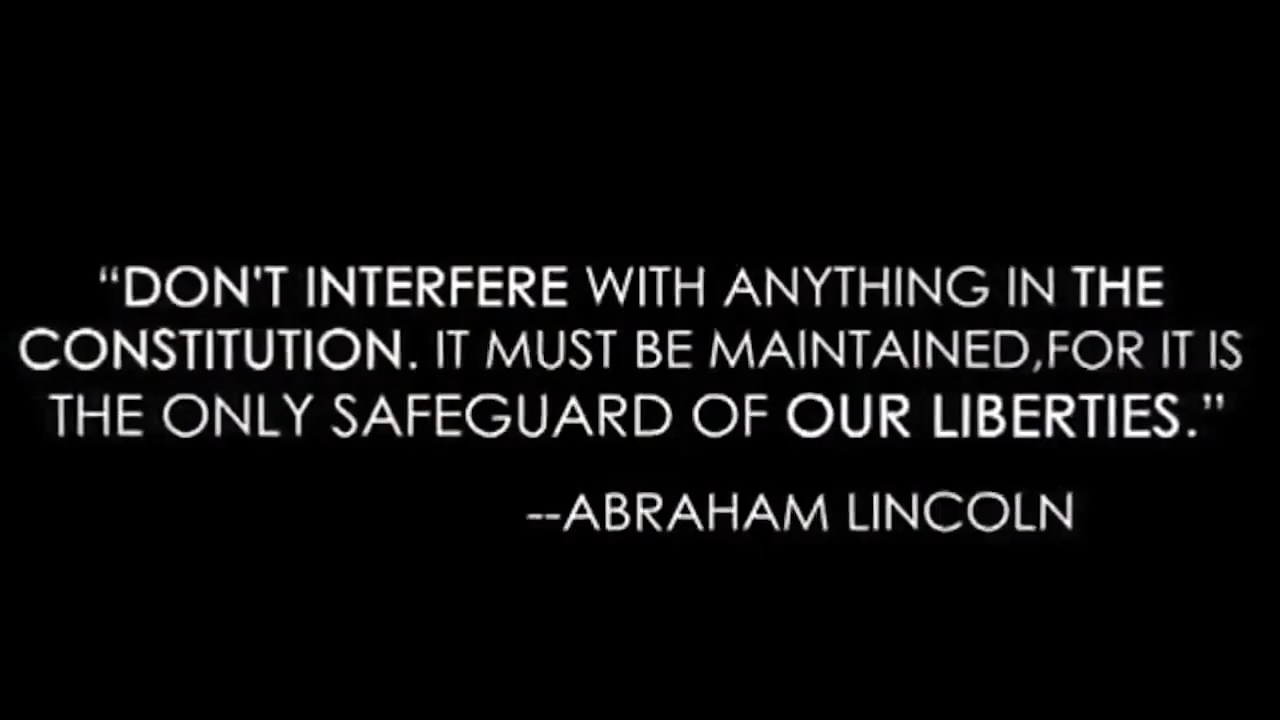 “DON'T INTERFERE WITH ANYTHING IN THE
CONSTITUTION. IT MUST BE MAINTAINED,FOR IT IS
THE ONLY SAFEGUARD OF OUR LIBERTIES.”
--ABRAHAM LINCOLN